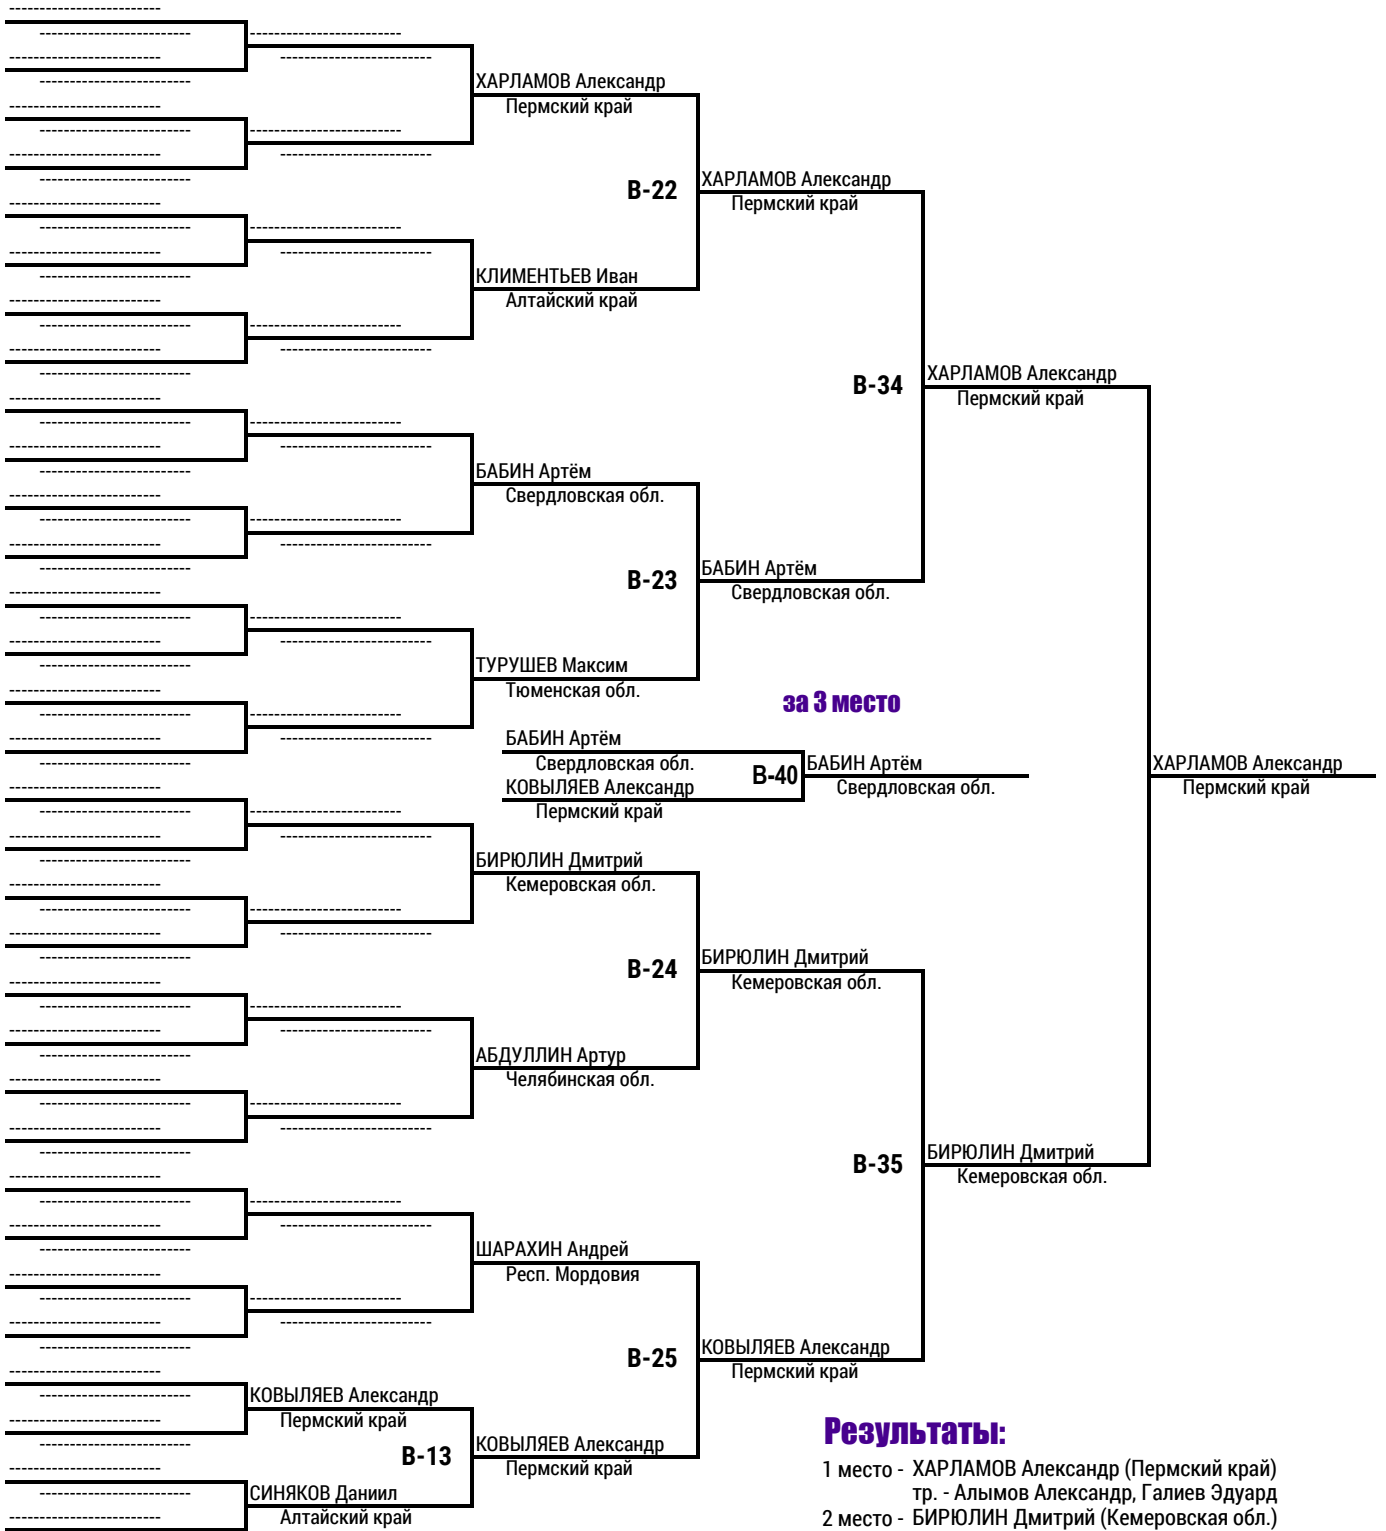 ХАРЛАМОВ Александр
Пермский край
В-22
ХАРЛАМОВ Александр
Пермский край
КЛИМЕНТЬЕВ Иван
Алтайский край
В-34
ХАРЛАМОВ Александр
Пермский край
БАБИН Артём
Свердловская обл.
В-23
БАБИН Артём
Свердловская обл.
ТУРУШЕВ Максим
Тюменская обл.
за 3 место
БАБИН Артём
Свердловская обл.
КОВЫЛЯЕВ Александр
Пермский край
В-40
БАБИН Артём
Свердловская обл.
ХАРЛАМОВ Александр
Пермский край
БИРЮЛИН Дмитрий
Кемеровская обл.
В-24
БИРЮЛИН Дмитрий
Кемеровская обл.
АБДУЛЛИН Артур
Челябинская обл.
В-35
БИРЮЛИН Дмитрий
Кемеровская обл.
ШАРАХИН Андрей
Респ. Мордовия
В-25
КОВЫЛЯЕВ Александр
Пермский край
КОВЫЛЯЕВ Александр
Пермский край
В-13
КОВЫЛЯЕВ Александр
Пермский край
СИНЯКОВ Даниил
Алтайский край
Результаты:
1 место - ХАРЛАМОВ Александр (Пермский край)
тр. - Алымов Александр, Галиев Эдуард
2 место - БИРЮЛИН Дмитрий (Кемеровская обл.)